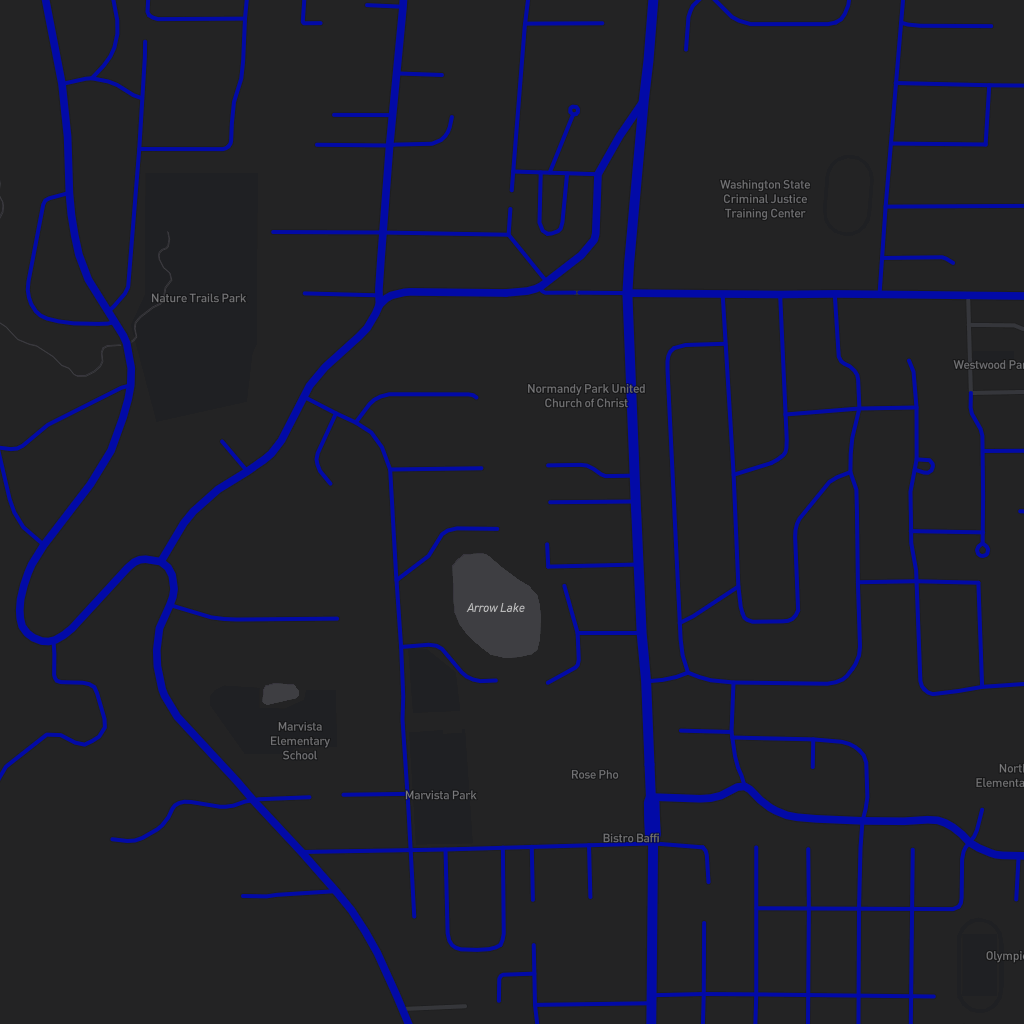 Washington State
Criminal Justice
Training Center
Nature Trails Park
Westwood Par
Normandy Park United
Church of Christ
Arrow Lake
Marvista
Elementary
School
Rose Pho
North
Elementa
Marvista Park
Bistro Baffi
Olympic